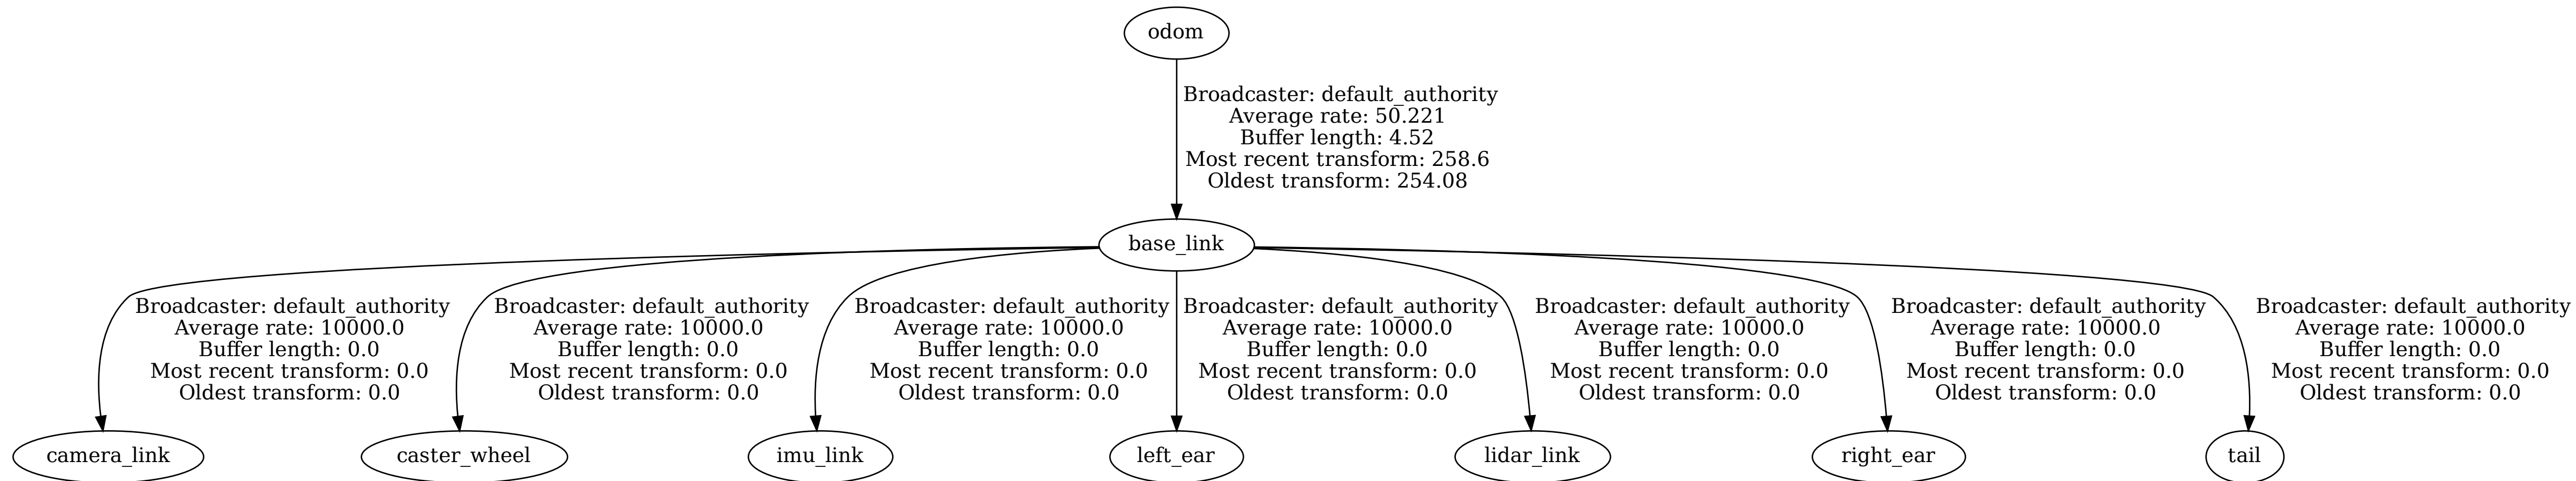 odom
Broadcaster: default_authority
Average rate: 50.221
Buffer length: 4.52
Most recent transform: 258.6
Oldest transform: 254.08
base_link
Broadcaster: default_authority
Average rate: 10000.0
Buffer length: 0.0
Most recent transform: 0.0
Oldest transform: 0.0
Broadcaster: default_authority
Average rate: 10000.0
Buffer length: 0.0
Most recent transform: 0.0
Oldest transform: 0.0
Broadcaster: default_authority
Average rate: 10000.0
Buffer length: 0.0
Most recent transform: 0.0
Oldest transform: 0.0
Broadcaster: default_authority
Average rate: 10000.0
Buffer length: 0.0
Most recent transform: 0.0
Oldest transform: 0.0
Broadcaster: default_authority
Average rate: 10000.0
Buffer length: 0.0
Most recent transform: 0.0
Oldest transform: 0.0
Broadcaster: default_authority
Average rate: 10000.0
Buffer length: 0.0
Most recent transform: 0.0
Oldest transform: 0.0
Broadcaster: default_authority
Average rate: 10000.0
Buffer length: 0.0
Most recent transform: 0.0
Oldest transform: 0.0
camera_link
caster_wheel
imu_link
left_ear
lidar_link
right_ear
tail